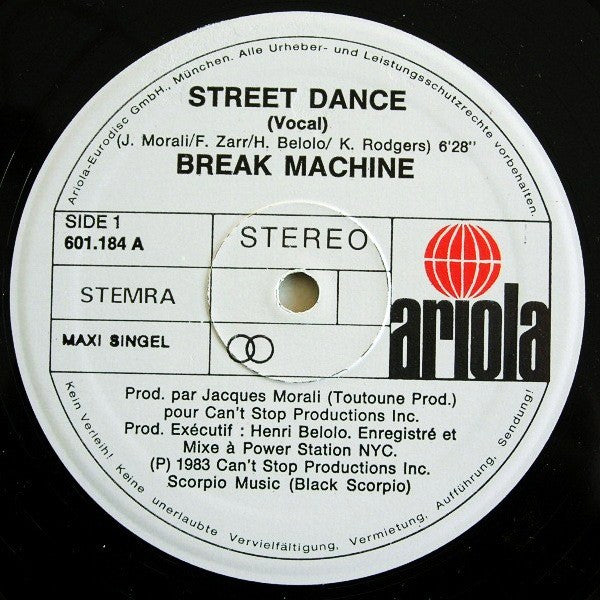 Ariola-Eurodisc GmbH., München. Alle Urheber- und Leistungsschutzrechte vorbehalten.
STREET DANCE
(Vocal)
(J. Morali/F. Zarr/H. Belolo/ K. Rodgers) 6'28"
BREAK MACHINE
SIDE 1
601.184 A
STEREO
STEMRA
MAXI SINGEL
ariola
Prod. par Jacques Morali (Toutoune Prod.)
pour Can't Stop Productions Inc.
Prod. Exécutif : Henri Belolo. Enregistré et
Mixe à Power Station NYC.
(P) 1983 Can't Stop Productions Inc.
Scorpio Music (Black Scorpio)
Kein Verleih! Keine unerlaubte Vervielfältigung, Vermietung, Aufführung, Sendung!